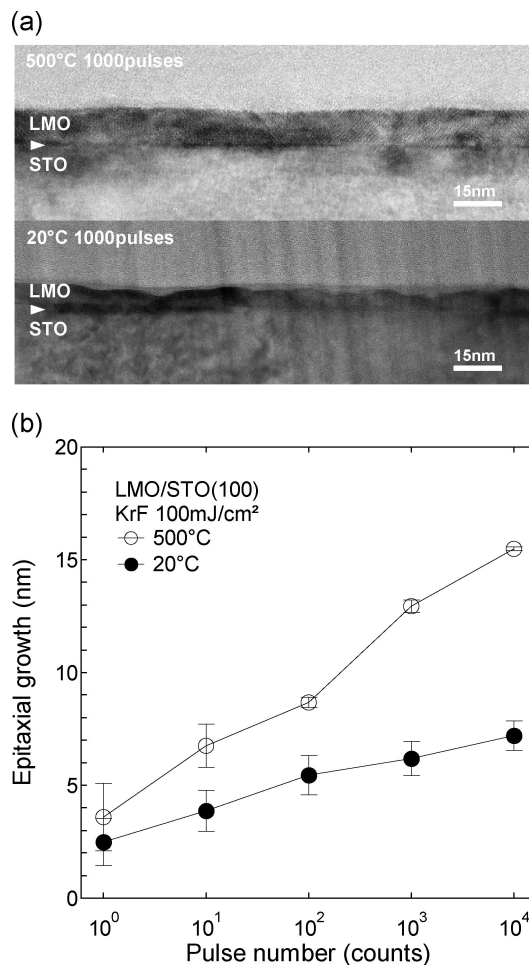 (a)
500°C 1000pulses
LMO
STO
15nm
20°C 1000pulses
LMO
STO
15nm
(b)
20
15
10
5
0
Epitaxial growth (nm)
LMO/STO(100)
KrF 100mJ/cm²
500°C
20°C
10⁰ 10¹ 10² 10³ 10⁴
Pulse number (counts)